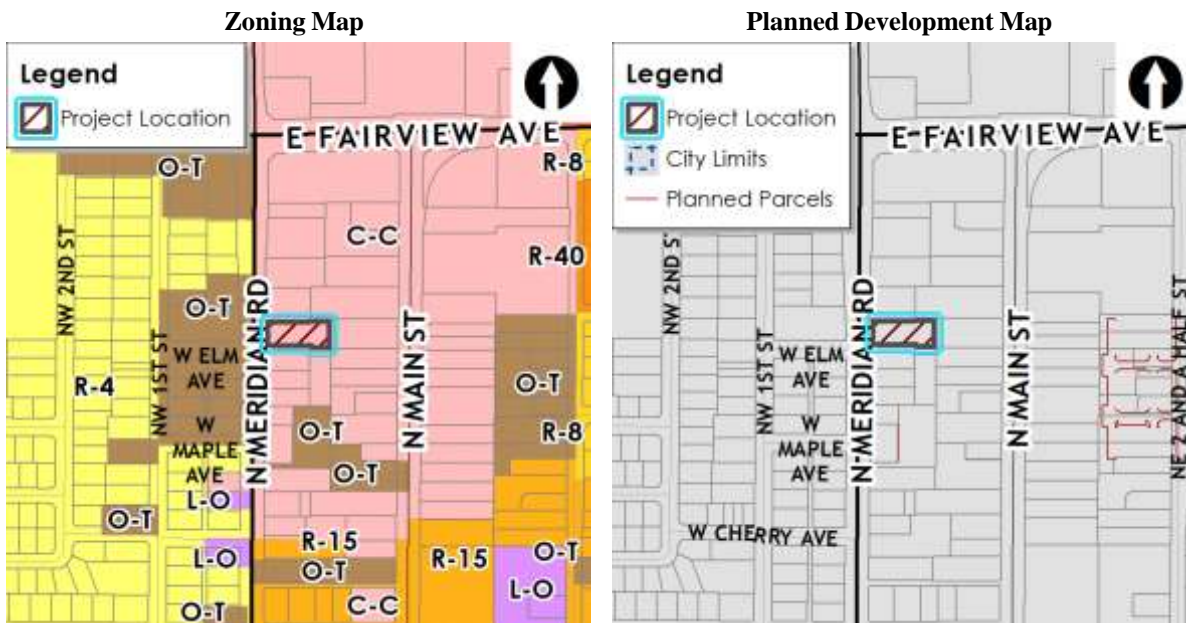 Zoning Map
Legend
Project Location
E FAIRVIEW AVE
O-T
R-8
NW 2ND ST
C-C
R-40
O-T
N MERIDIAN RD
NW 1ST ST
W ELM
AVE
R-4
N MAIN ST
O-T
W
MAPLE
AVE
O-T
R-8
O-T
L-O
O-T
L-O
R-15
R-15
O-T
O-T
L-O
O-T
C-C
Planned Development Map
Legend
Project Location
City Limits
Planned Parcels
E FAIRVIEW AVE
NW 2ND ST
N MERIDIAN RD
NW 1ST ST
W ELM
AVE
N MAIN ST
W
MAPLE
AVE
NE 2 AND A HALF ST
W CHERRY AVE